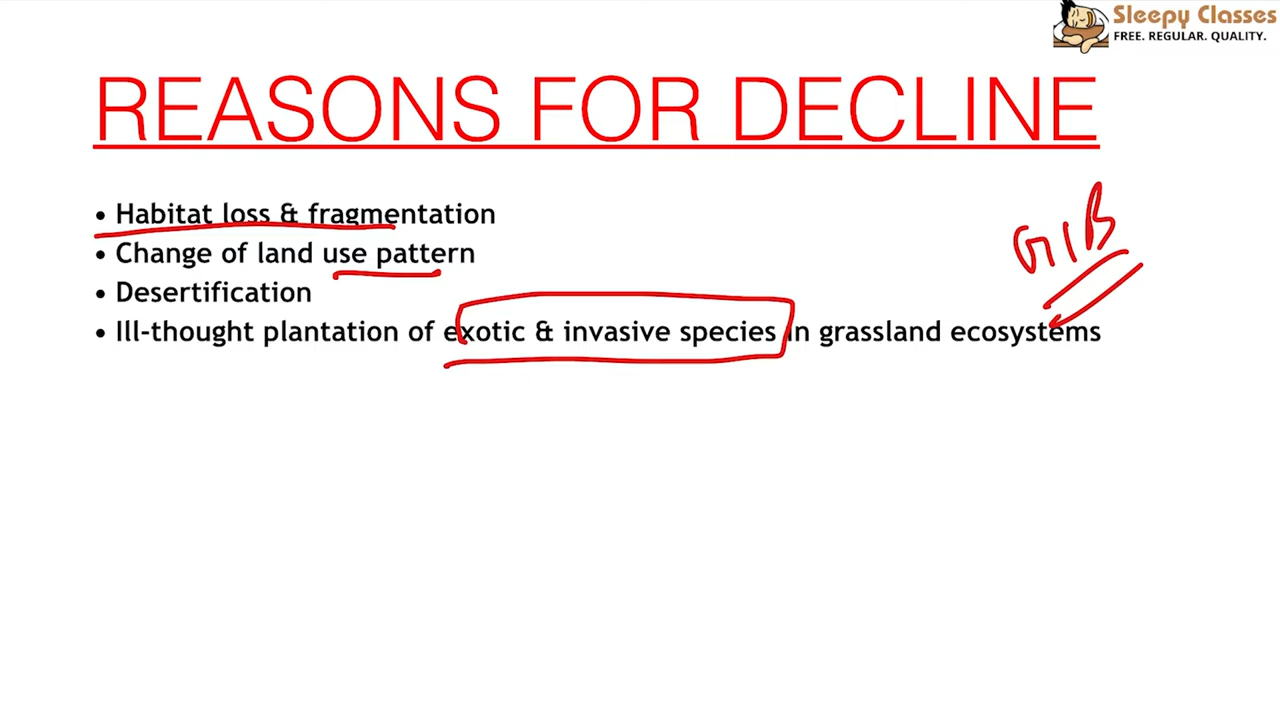 Sleepy Classes
FREE. REGULAR. QUALITY.
REASONS FOR DECLINE
• Habitat loss & fragmentation
• Change of land use pattern
• Desertification
• Ill-thought plantation of exotic & invasive species in grassland ecosystems
GIB